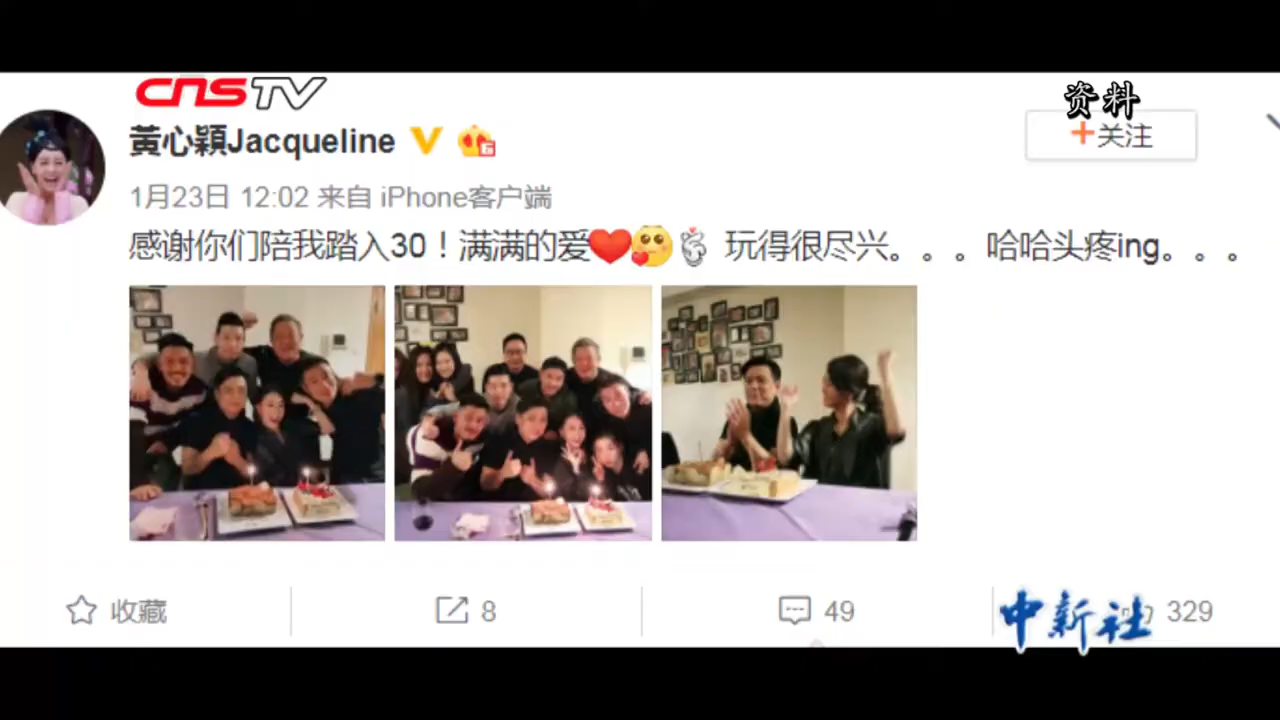 CNSTV
资料
黃心穎Jacqueline
+关注
1月23日 12:02 来自 iPhone客户端
感谢你们陪我踏入30！满满的爱 玩得很尽兴。。。哈哈头疼ing。。。
收藏
8
49
329
中新社